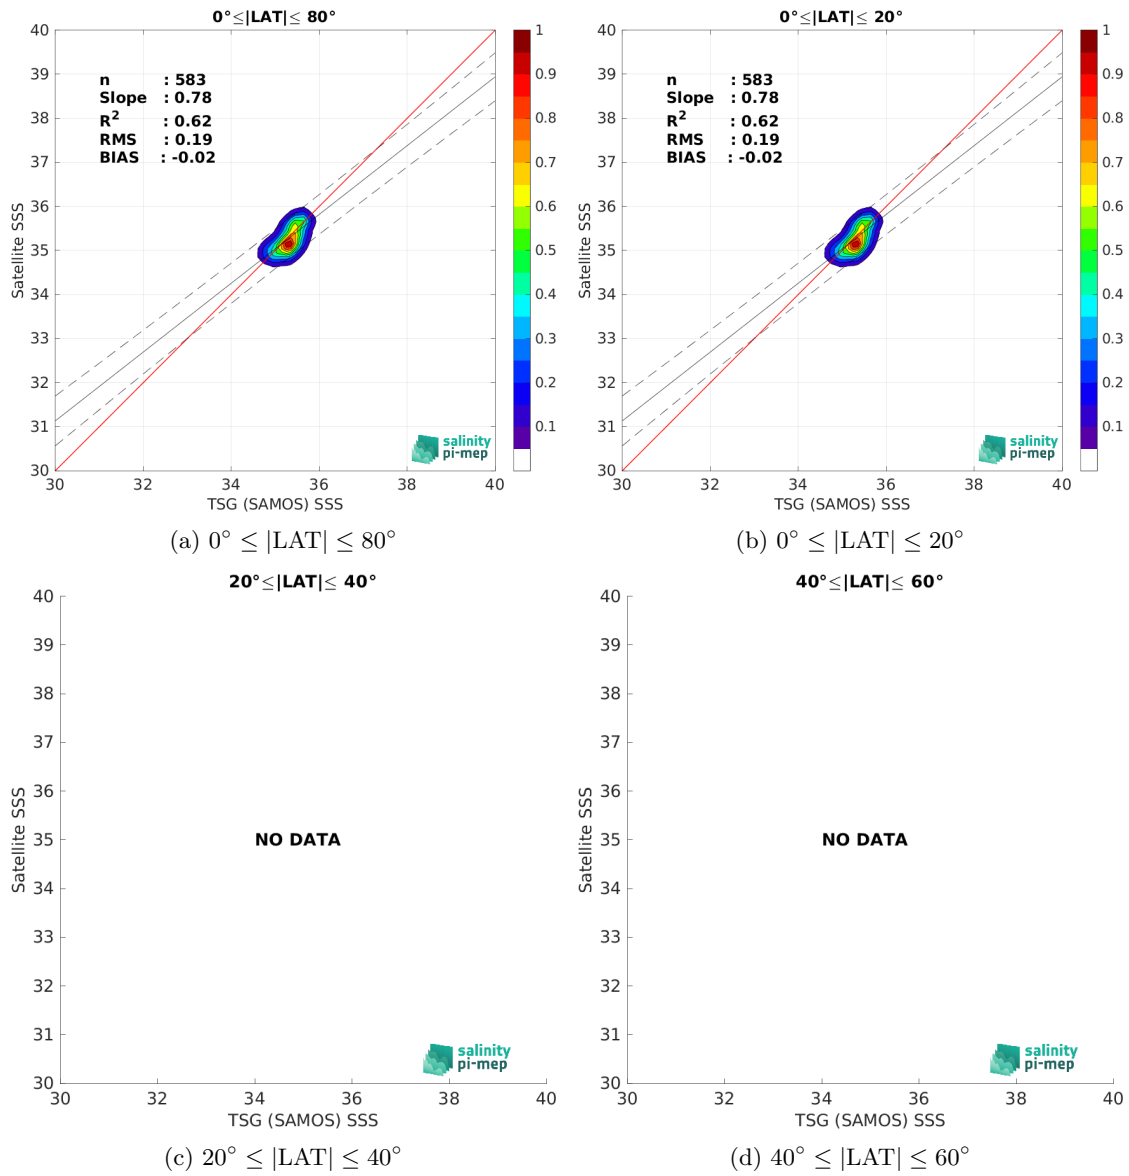 0°≤|LAT|≤ 80°
40
39
38
37
36
35
34
33
32
31
30
Satellite SSS
n : 583
Slope : 0.78
R² : 0.62
RMS : 0.19
BIAS : -0.02
salinity
pi-mep
30 32 34 36 38 40
TSG (SAMOS) SSS
1
0.9
0.8
0.7
0.6
0.5
0.4
0.3
0.2
0.1
(a) 0° ≤ |LAT| ≤ 80°
0°≤|LAT|≤ 20°
40
39
38
37
36
35
34
33
32
31
30
Satellite SSS
n : 583
Slope : 0.78
R² : 0.62
RMS : 0.19
BIAS : -0.02
salinity
pi-mep
30 32 34 36 38 40
TSG (SAMOS) SSS
1
0.9
0.8
0.7
0.6
0.5
0.4
0.3
0.2
0.1
(b) 0° ≤ |LAT| ≤ 20°
20°≤|LAT|≤ 40°
40
39
38
37
36
35
34
33
32
31
30
Satellite SSS
NO DATA
salinity
pi-mep
30 32 34 36 38 40
TSG (SAMOS) SSS
(c) 20° ≤ |LAT| ≤ 40°
40°≤|LAT|≤ 60°
40
39
38
37
36
35
34
33
32
31
30
Satellite SSS
NO DATA
salinity
pi-mep
30 32 34 36 38 40
TSG (SAMOS) SSS
(d) 40° ≤ |LAT| ≤ 60°